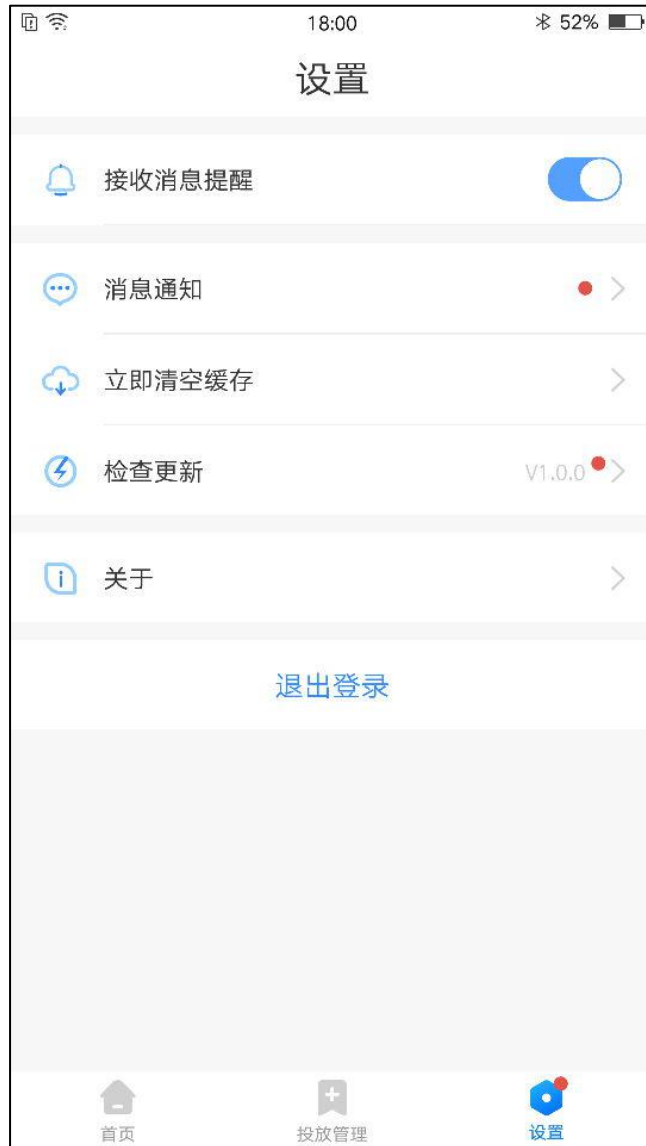 18:00
52%
设置
接收消息提醒
消息通知
立即清空缓存
检查更新
V1.0.0
关于
退出登录
首页
投放管理
设置